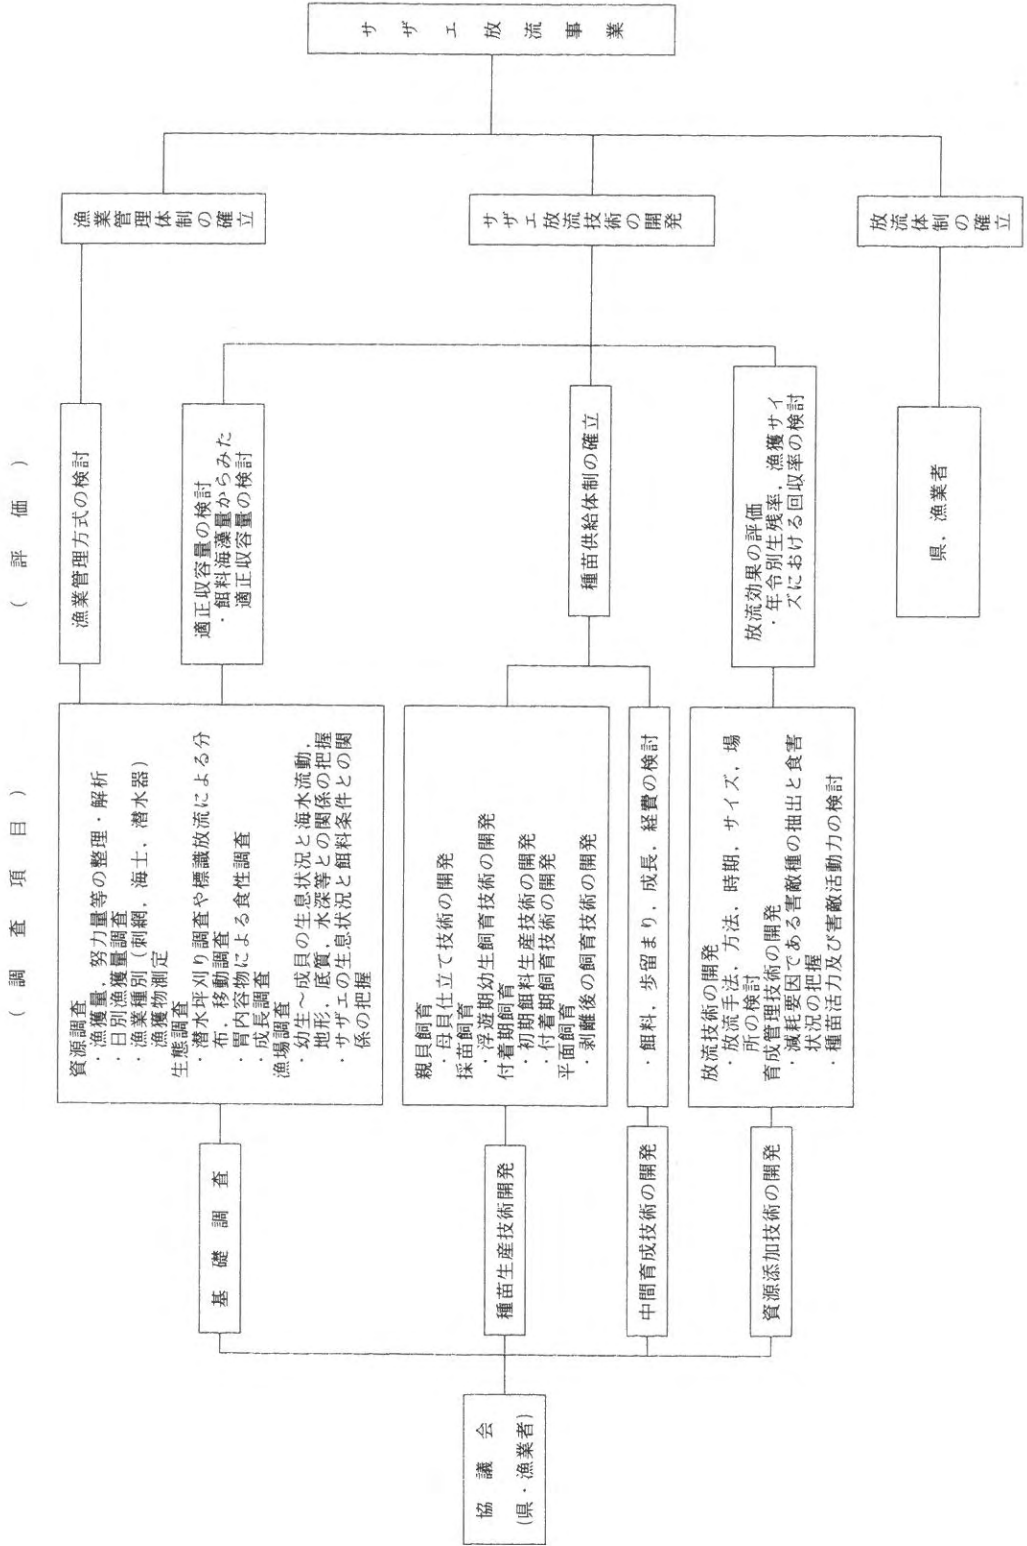 (調査項目)
(評価)
協議会
(県・漁業者)
基礎調査
種苗生産技術開発
中間育成技術の開発
資源添加技術の開発
資源調査
・漁獲量，努力量等の整理・解析
・日別漁獲量調査
・漁業種別(刺網，海士，潜水器)
漁獲物測定
生態調査
・潜水坪刈り調査や標識放流による分
布，移動調査
・胃内容物による食性調査
・成長調査
漁場調査
・幼生～成貝の生息状況と海水流動，
地形，底質，水深等との関係の把握
・サザエの生息状況と餌料条件との関
係の把握
親貝飼育
・母貝仕立て技術の開発
採苗飼育
・浮遊期幼生飼育技術の開発
付着期飼育
・初期餌料生産技術の開発
・付着期飼育技術の開発
平面飼育
・剥離後の飼育技術の開発
・餌料，歩留まり，成長，経費の検討
放流技術の開発
・放流手法，方法，時期，サイズ，場
所の検討
育成管理技術の開発
・減耗要因である害敵種の抽出と食害
状況の把握
・種苗活力及び害敵活動力の検討
漁業管理方式の検討
適正収容量の検討
・餌料海藻量からみた
適正収容量の検討
種苗供給体制の確立
放流効果の評価
・年令別生残率，漁獲サイ
ズにおける回収率の検討
県，漁業者
漁業管理体制の確立
サザエ放流技術の開発
放流体制の確立
サザエ放流事業